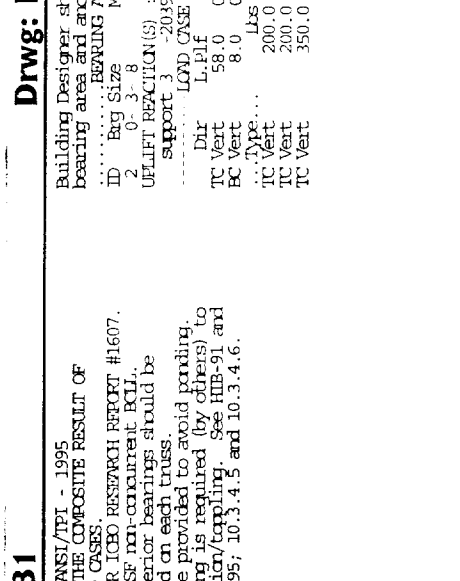 31
Drwg:
ANSI/TPI - 1995
THE COMPOSITE RESULT OF
CASES.
R ICBO RESEARCH REPORT #1607.
SF non-concurrent BCLL.
erior bearings should be
d on each truss.
e provided to avoid ponding.
ng is required (by others) to
ion/toppling. See HIB-91 and
95; 10.3.4.5 and 10.3.4.6.
Building Designer sh
bearing area and anc
.........BEARING A
ID Brg Size M
2 0- 3- 8
UPLIFT REACTION(S) :
support 3 -2039
LOAD CASE
Dir L.Plf
TC Vert 58.0 0
BC Vert 8.0 0
...Type... Lbs
TC Vert 200.0
TC Vert 200.0
TC Vert 350.0